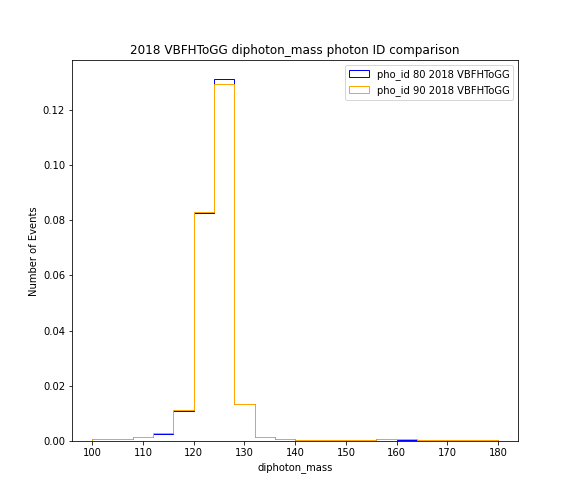 2018 VBFHToGG diphoton_mass photon ID comparison
pho_id 80 2018 VBFHToGG
pho_id 90 2018 VBFHToGG
Number of Events
0.12
0.10
0.08
0.06
0.04
0.02
0.00
100 110 120 130 140 150 160 170 180
diphoton_mass